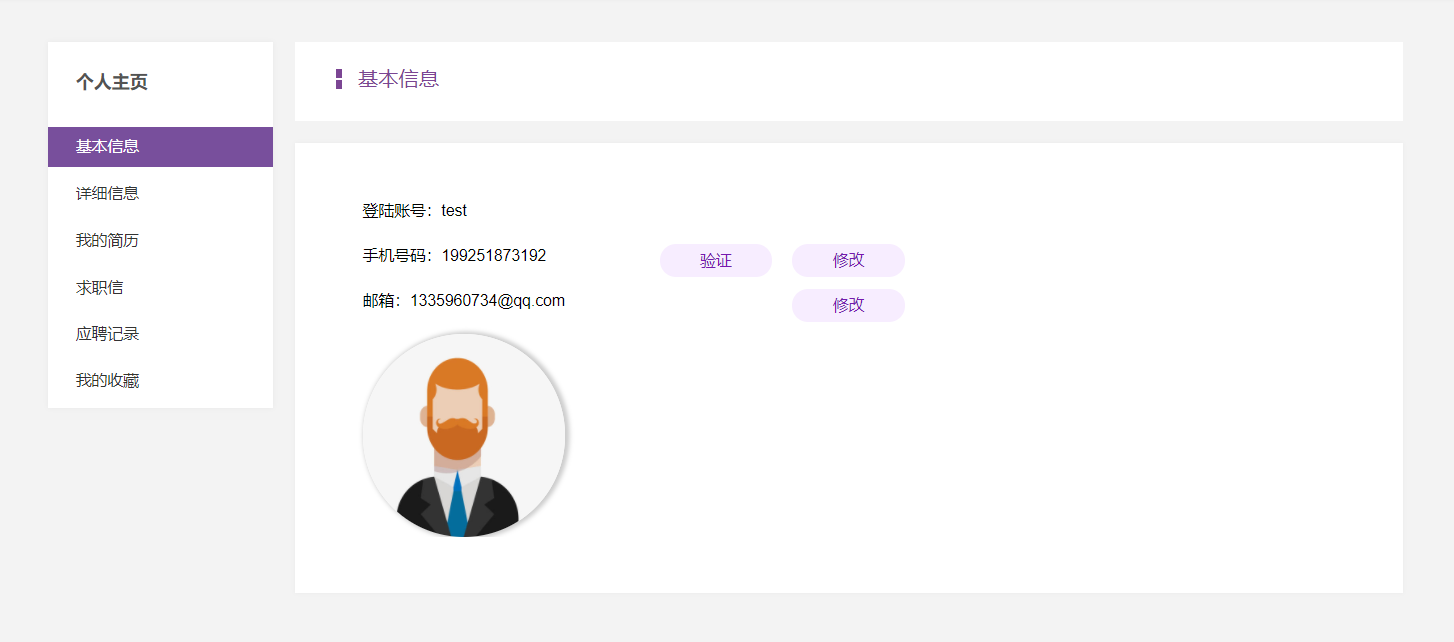 个人主页
基本信息
详细信息
我的简历
求职信
应聘记录
我的收藏
基本信息
登陆账号：test
手机号码：199251873192 验证 修改
邮箱：1335960734@qq.com 修改